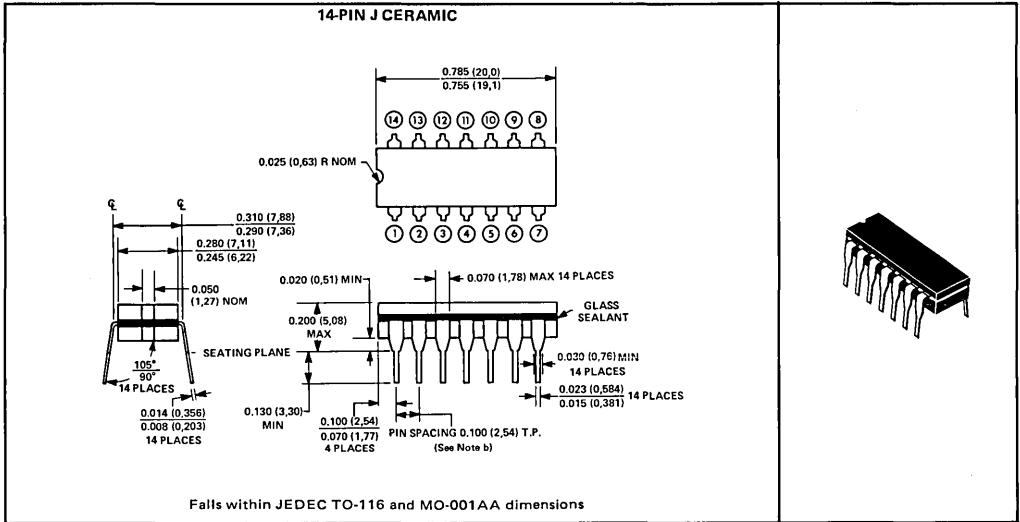 14-PIN J CERAMIC
0.785 (20,0)
0.755 (19,1)
14 13 12 11 10 9 8
0.025 (0,63) R NOM
1 2 3 4 5 6 7
℄ ℄
0.310 (7,88)
0.290 (7,36)
0.280 (7,11)
0.245 (6,22)
0.050
(1,27) NOM
105°
90°
14 PLACES
0.014 (0,356)
0.008 (0,203)
14 PLACES
0.020 (0,51) MIN
0.070 (1,78) MAX 14 PLACES
0.200 (5,08)
MAX
GLASS
SEALANT
SEATING PLANE
0.030 (0,76) MIN
14 PLACES
0.023 (0,584)
0.015 (0,381)
14 PLACES
0.130 (3,30)
MIN
0.100 (2,54)
0.070 (1,77)
4 PLACES
PIN SPACING 0.100 (2,54) T.P.
(See Note b)
Falls within JEDEC TO-116 and MO-001AA dimensions